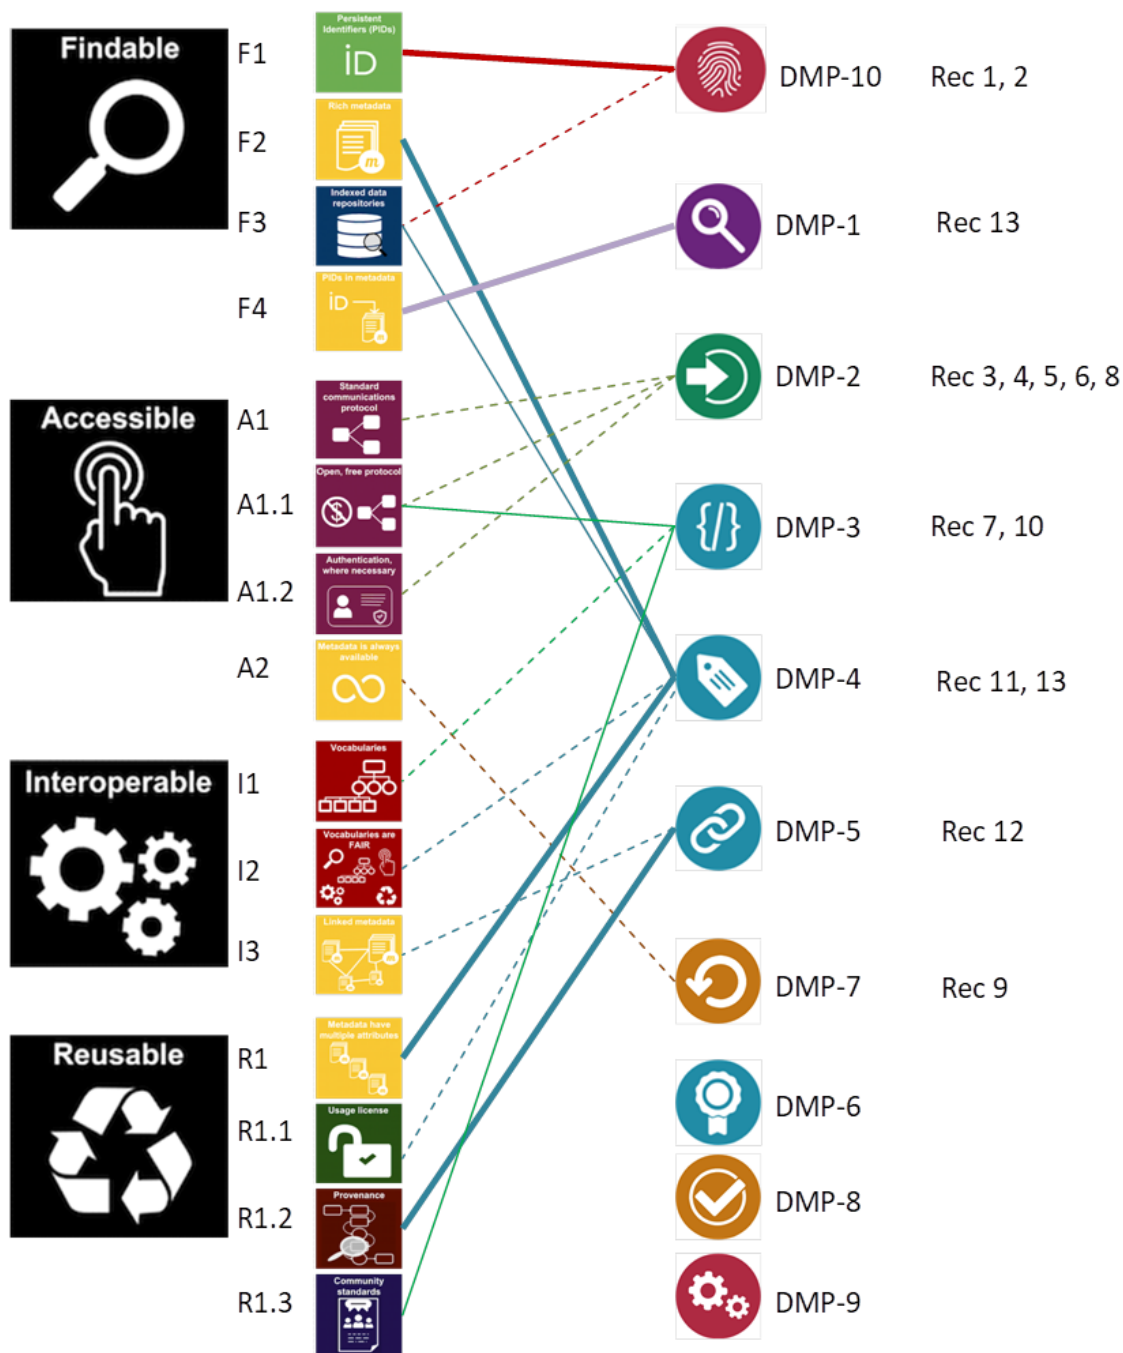 Findable
F1
Persistent
Identifiers (PIDs)
iD
DMP-10
Rec 1, 2
F2
Rich metadata
m
F3
Indexed data
repositories
DMP-1
Rec 13
F4
PIDs in metadata
iD
m
Accessible
A1
Standard
communications
protocol
DMP-2
Rec 3, 4, 5, 6, 8
A1.1
Open, free protocol
$
{/}
DMP-3
Rec 7, 10
A1.2
Authentication,
where necessary
A2
Metadata is always
available
DMP-4
Rec 11, 13
Interoperable
I1
Vocabularies
I2
Vocabularies are
FAIR
DMP-5
Rec 12
I3
Linked metadata
m
DMP-7
Rec 9
Reusable
R1
Metadata have
multiple attributes
m
m
m
R1.1
Usage license
DMP-6
R1.2
Provenance
DMP-8
R1.3
Community
standards
DMP-9